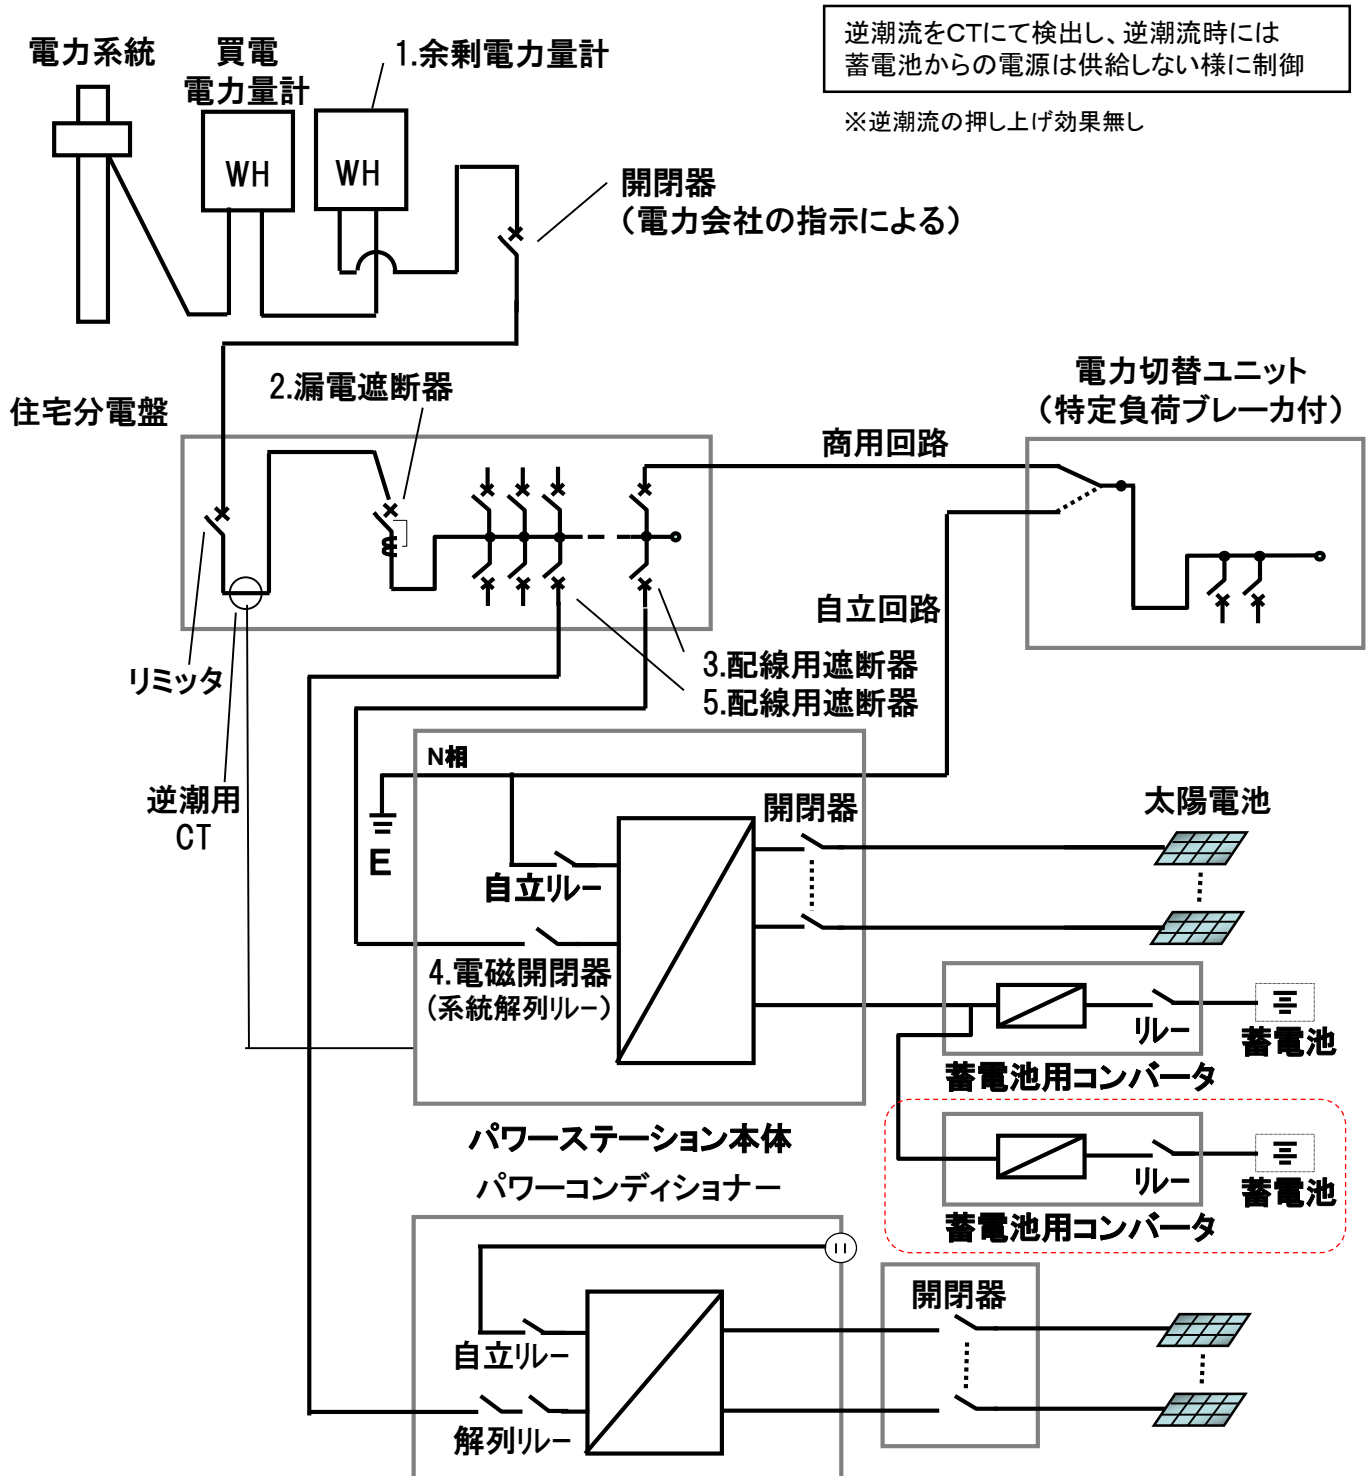 逆潮流をCTにて検出し、逆潮流時には
蓄電池からの電源は供給しない様に制御
※逆潮流の押し上げ効果無し
電力系統
買電
電力量計
1.余剰電力量計
WH
WH
開閉器
（電力会社の指示による）
住宅分電盤
2.漏電遮断器
電力切替ユニット
（特定負荷ブレーカ付）
商用回路
自立回路
リミッタ
3.配線用遮断器
5.配線用遮断器
逆潮用
CT
N相
E
開閉器
太陽電池
自立リレー
4.電磁開閉器
（系統解列リレー）
リレー
蓄電池
蓄電池用コンバータ
パワーステーション本体
リレー
蓄電池
蓄電池用コンバータ
パワーコンディショナー
開閉器
自立リレー
解列リレー